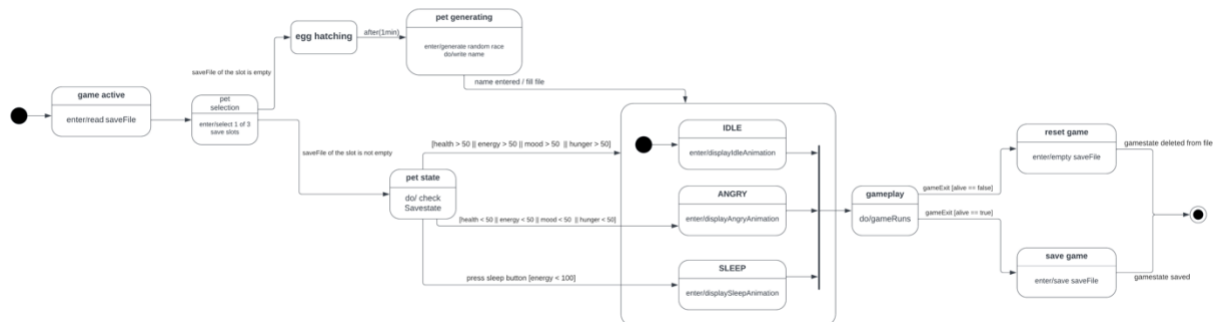 game active
enter/read saveFile
pet
selection
enter/select 1 of 3
save slots
saveFile of the slot is empty
egg hatching
after(1min)
pet generating
enter/generate random race
do/write name
name entered / fill file
saveFile of the slot is not empty
pet state
do/ check
Savestate
[health > 50 || energy > 50 || mood > 50 || hunger > 50]
[health < 50 || energy < 50 || mood < 50 || hunger < 50]
press sleep button [energy < 100]
IDLE
enter/displayIdleAnimation
ANGRY
enter/displayAngryAnimation
SLEEP
enter/displaySleepAnimation
gameplay
do/gameRuns
gameExit [alive == false]
gameExit [alive == true]
reset game
enter/empty saveFile
gamestate deleted from file
save game
enter/save saveFile
gamestate saved